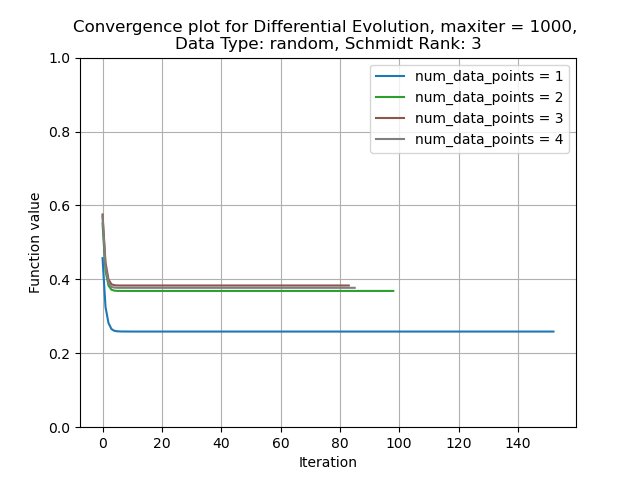 Convergence plot for Differential Evolution, maxiter = 1000,
Data Type: random, Schmidt Rank: 3
1.0
0.8
0.6
0.4
0.2
0.0
Function value
num_data_points = 1
num_data_points = 2
num_data_points = 3
num_data_points = 4
0 20 40 60 80 100 120 140
Iteration